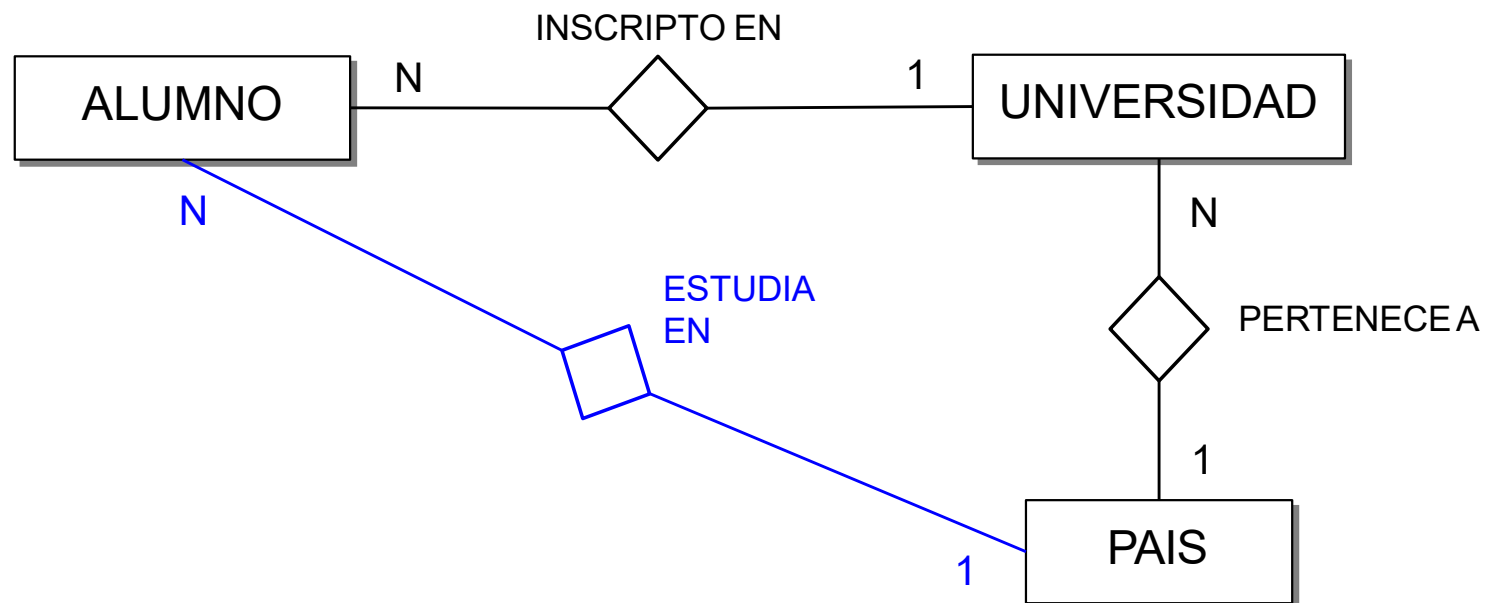 INSCRIPTO EN
ALUMNO
N
1
UNIVERSIDAD
N
N
ESTUDIA
EN
PERTENECE A
1
PAIS
1